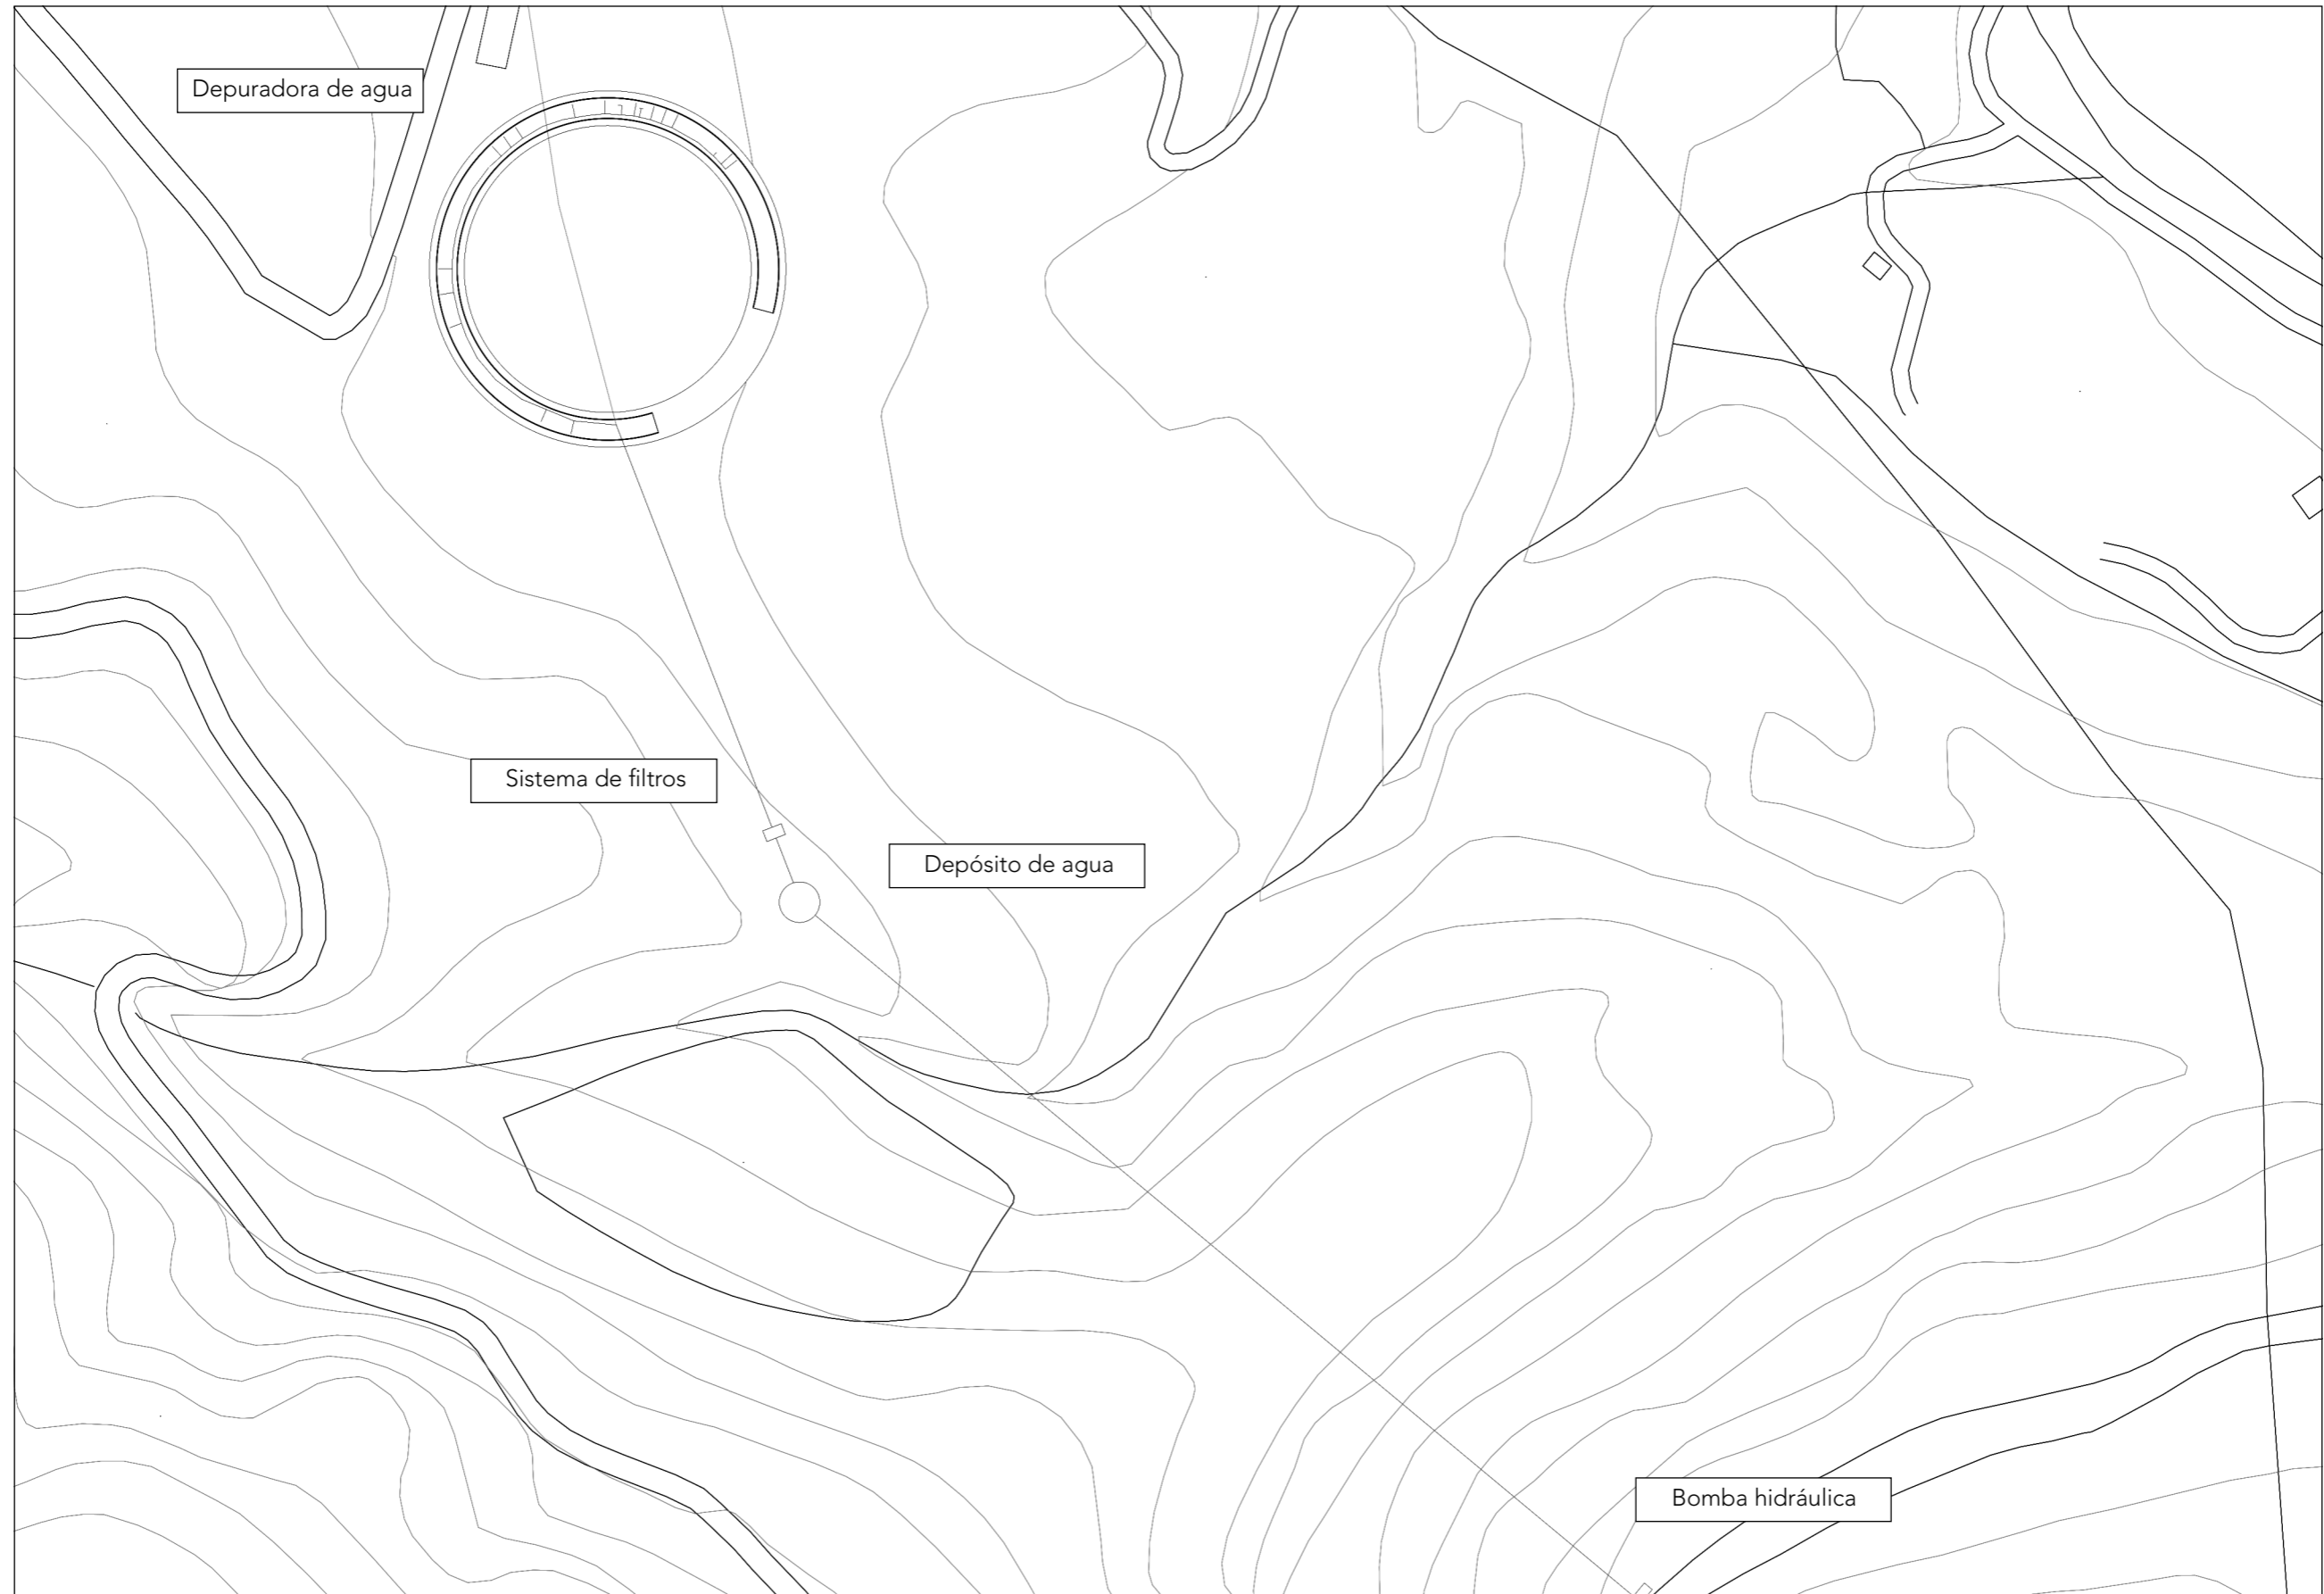 Depuradora de agua
Sistema de filtros
Depósito de agua
Bomba hidráulica